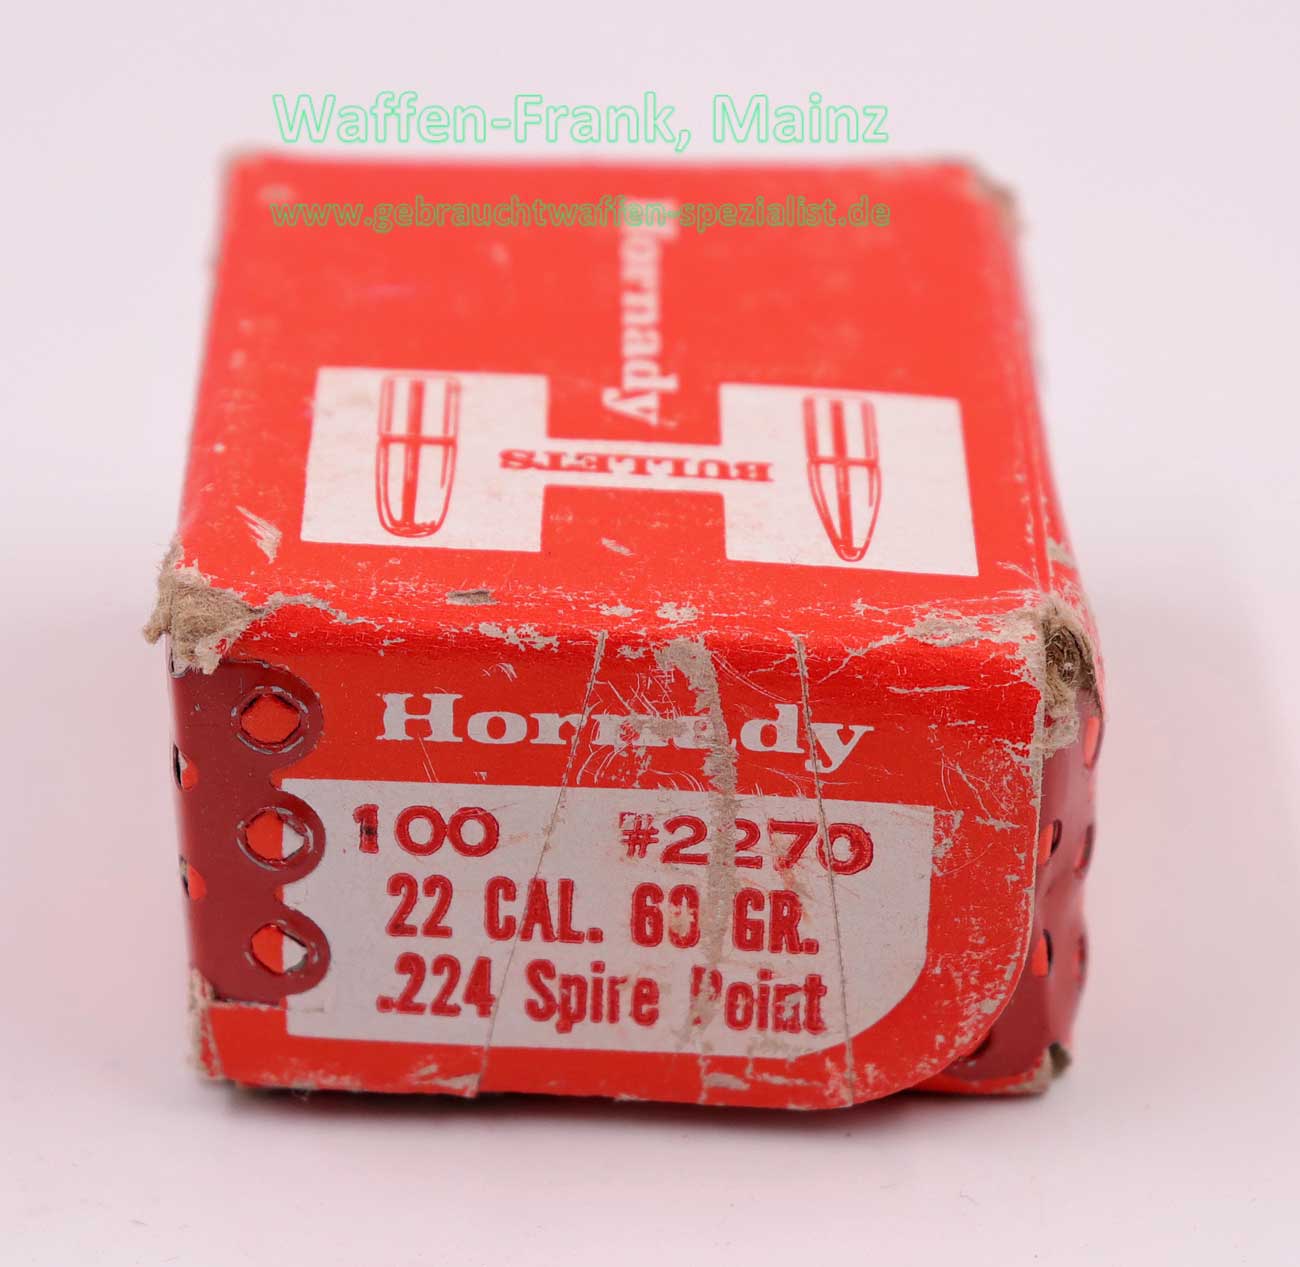 Waffen-Frank, Mainz
www.gebrauchtwaffen-spezialist.de
Hornady
BULLETS
Hornady
100 #2270
22 CAL. 60 GR.
.224 Spire Point